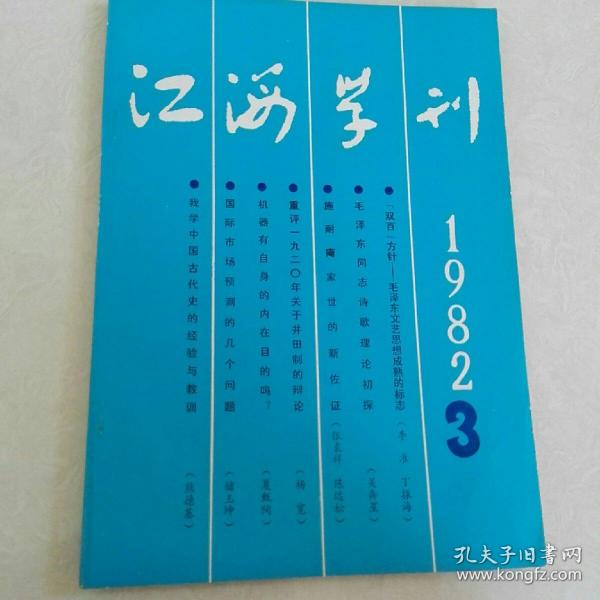 江海学刊
1982
3
●“双百”方针——毛泽东文艺思想成熟的标志(李准 丁振海)
●毛泽东同志诗歌理论初探(吴奔星)
●施耐庵家世的新佐证(张袁祥 陈远松)
●重评一九二〇年关于井田制的辩论(杨宽)
●机器有自身的内在目的吗?(夏甄陶)
●国际市场预测的几个问题(储玉坤)
●我学中国古代史的经验与教训(熊德基)
孔夫子旧书网
www.kongfz.com